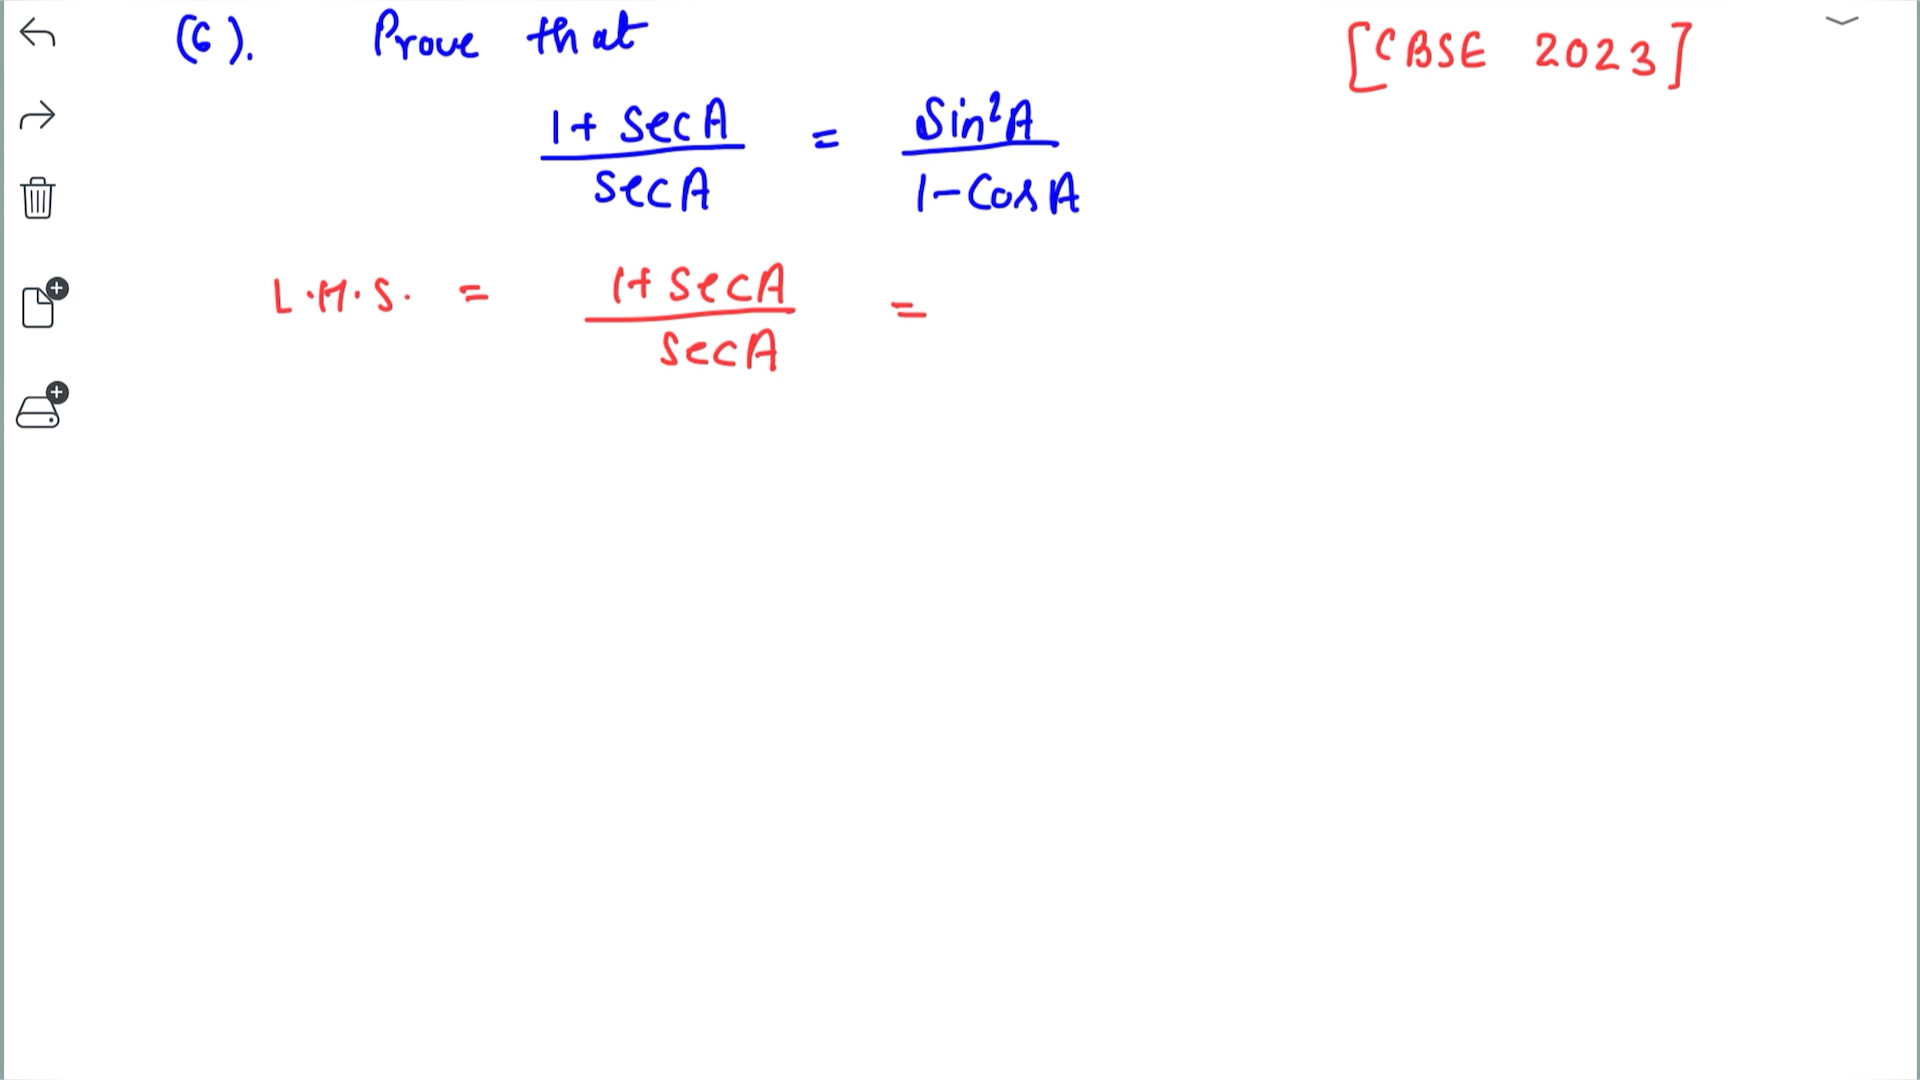 (6). Prove that [CBSE 2023]
1+ secA / secA = Sin²A / 1-CosA
L.H.S. = 1+ secA / secA =